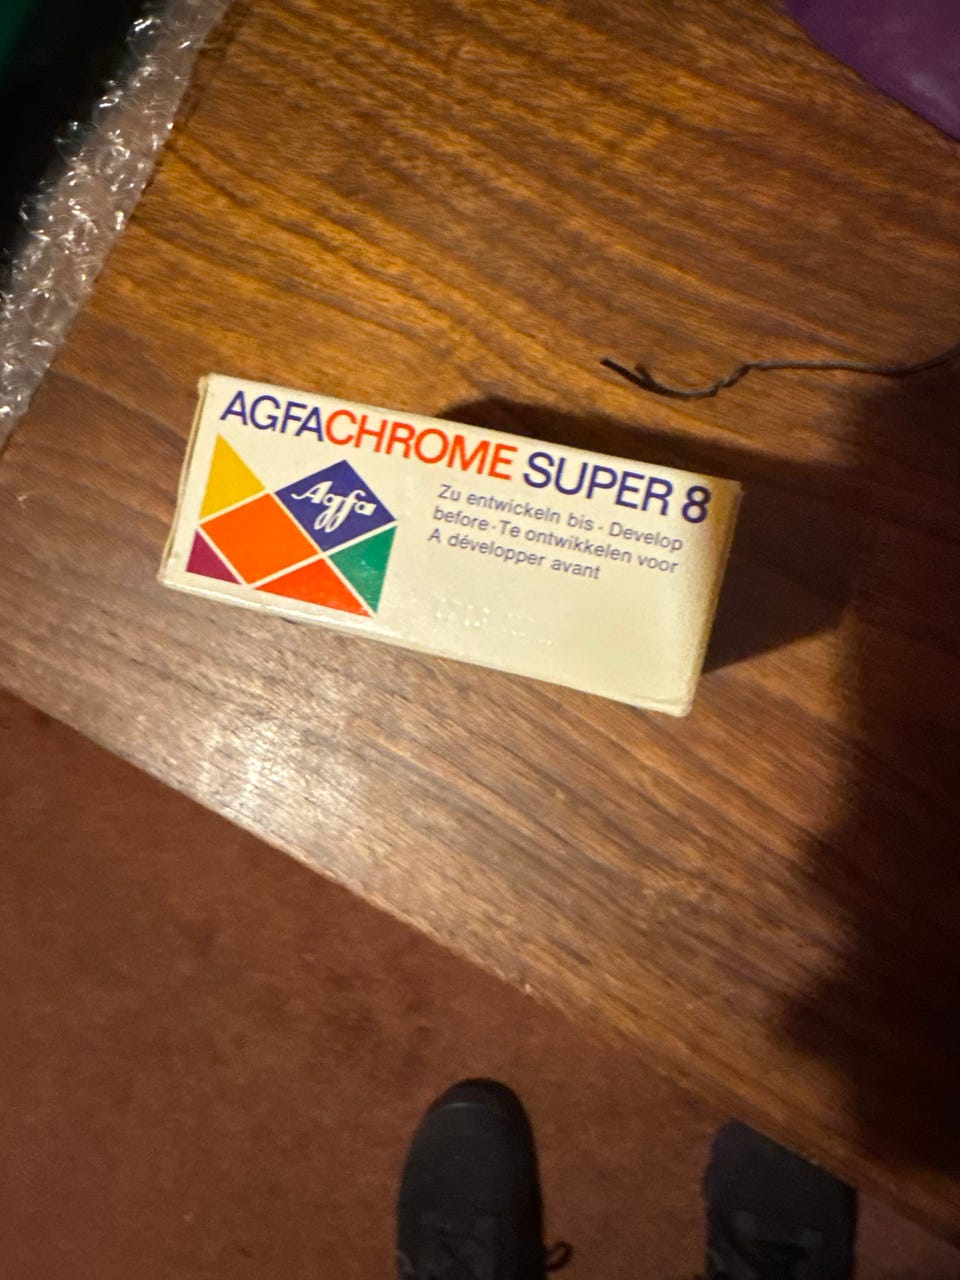 AGFACHROME SUPER 8
Agfa
Zu entwickeln bis - Develop
before - Te ontwikkelen voor
A développer avant